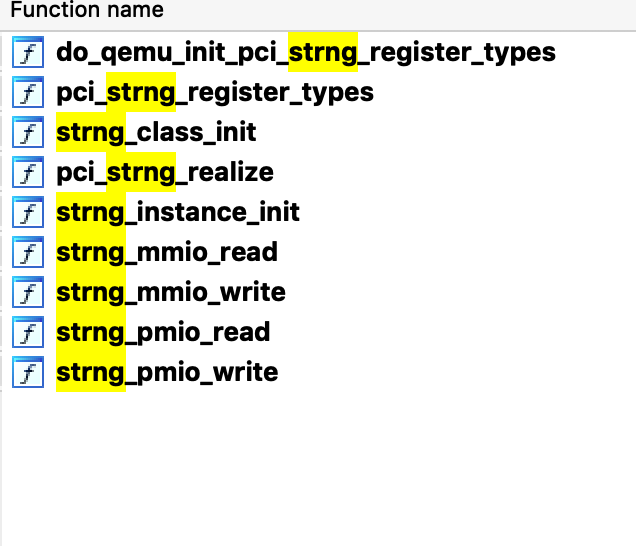 Function name
do_qemu_init_pci_strng_register_types
pci_strng_register_types
strng_class_init
pci_strng_realize
strng_instance_init
strng_mmio_read
strng_mmio_write
strng_pmio_read
strng_pmio_write